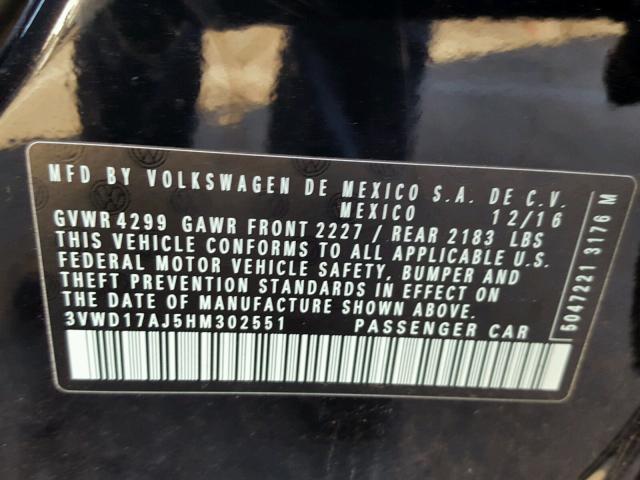 MFD BY VOLKSWAGEN DE MEXICO S.A. DE C.V.
MEXICO 12/16
GVWR 4299 GAWR FRONT 2227 / REAR 2183 LBS
THIS VEHICLE CONFORMS TO ALL APPLICABLE U.S.
FEDERAL MOTOR VEHICLE SAFETY, BUMPER AND
THEFT PREVENTION STANDARDS IN EFFECT ON
THE DATE OF MANUFACTURE SHOWN ABOVE.
3VWD17AJ5HM302551 PASSENGER CAR
5047221 3176 M